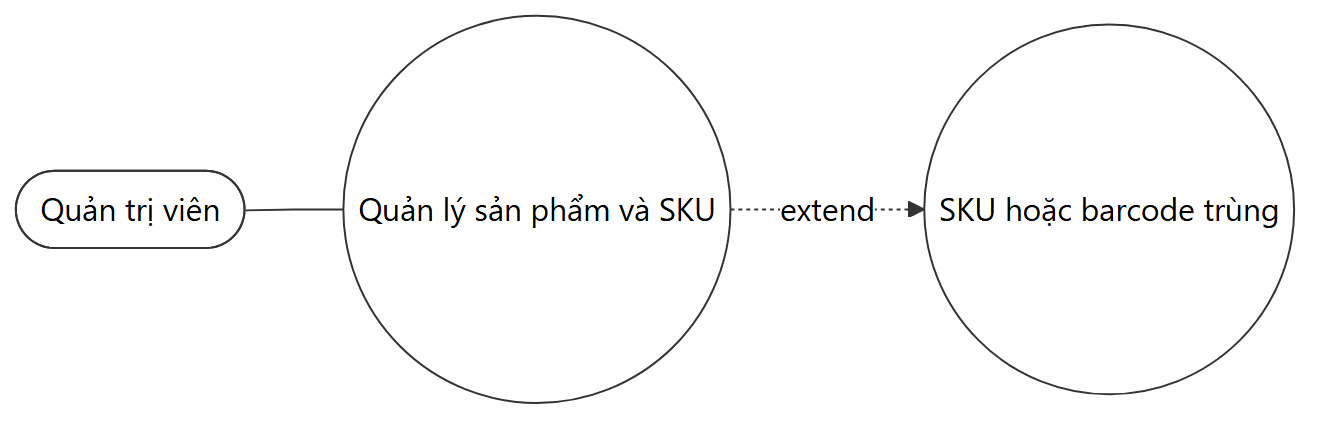 Quản trị viên
Quản lý sản phẩm và SKU
extend
SKU hoặc barcode trùng